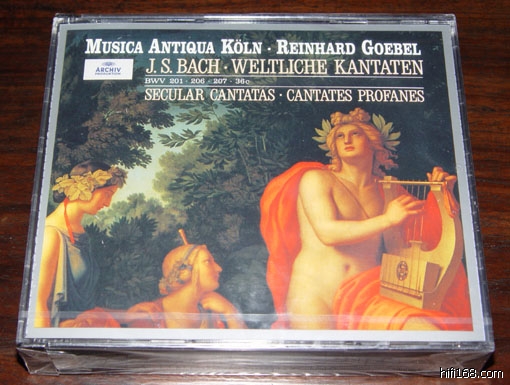 MUSICA ANTIQUA KÖLN · REINHARD GOEBEL
J. S. BACH · WELTLICHE KANTATEN
BWV 201 · 206 · 207 · 36c
SECULAR CANTATAS · CANTATES PROFANES
ARCHIV
PRODUKTION
hifi168.com